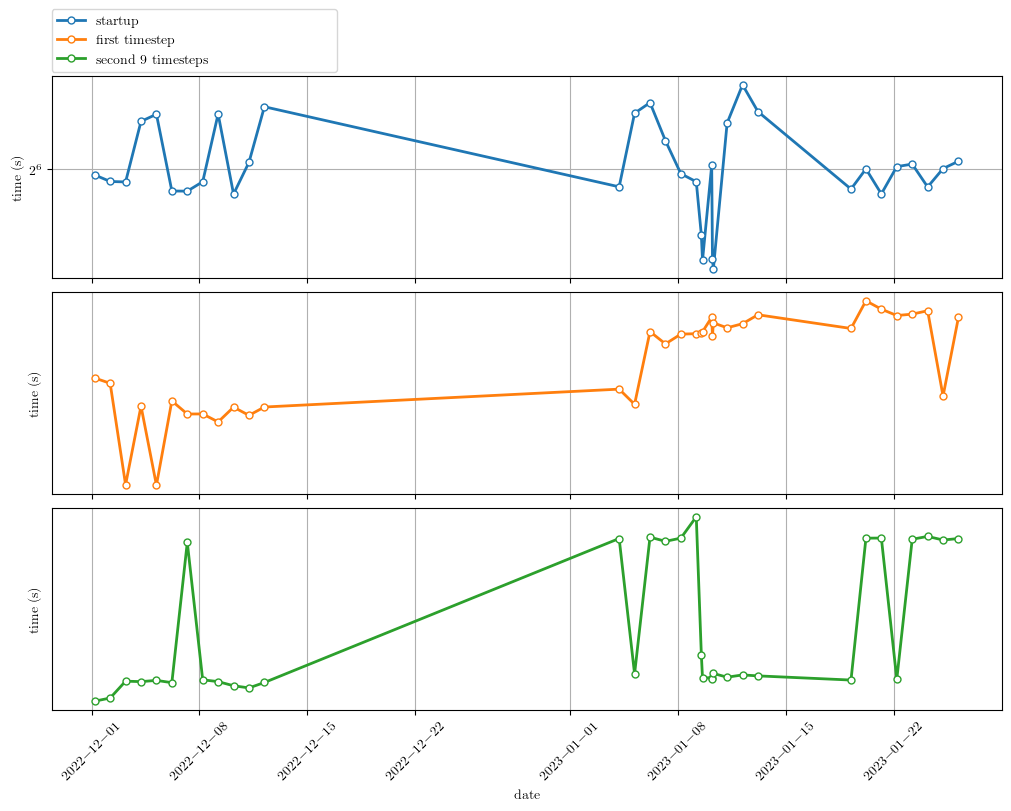 startup
first timestep
second 9 timesteps
time (s)
2⁶
time (s)
time (s)
2022−12−01
2022−12−08
2022−12−15
2022−12−22
2023−01−01
2023−01−08
2023−01−15
2023−01−22
date